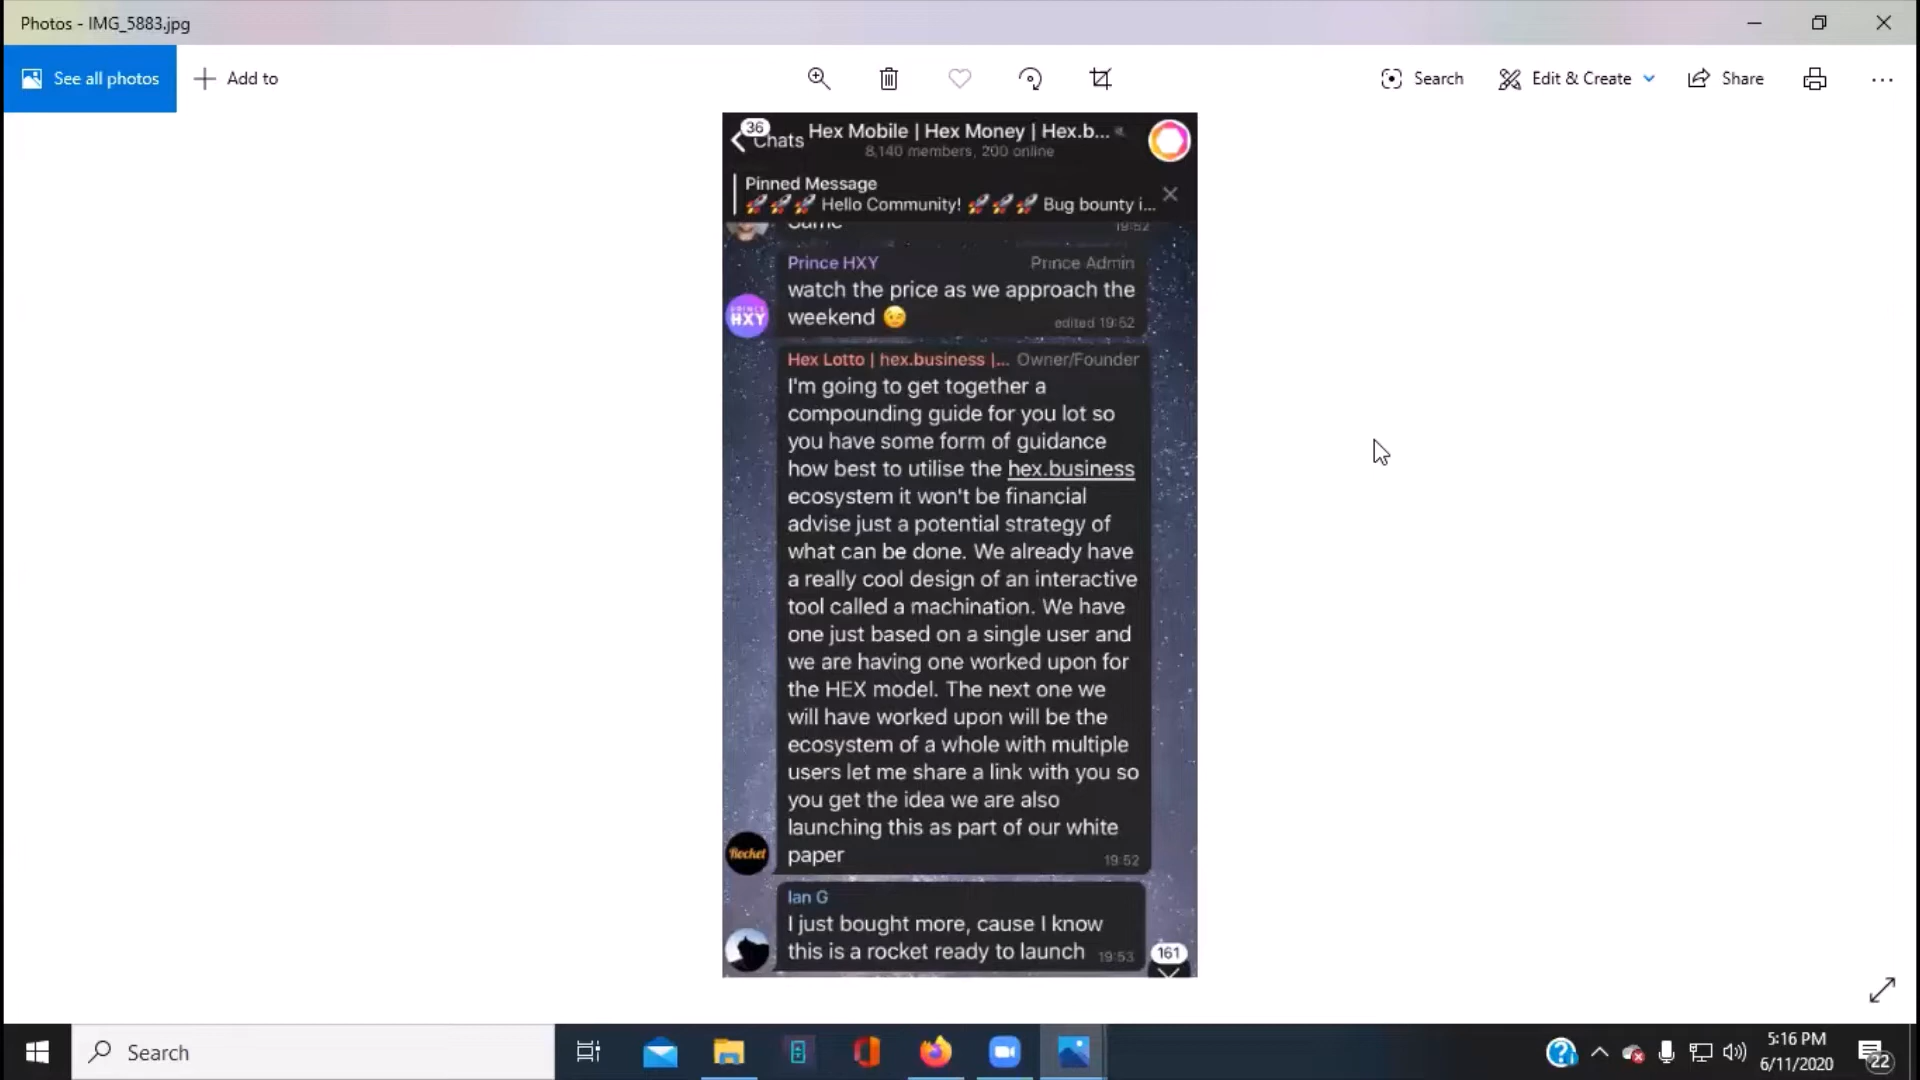 Photos - IMG_5883.jpg
See all photos
Add to
Search
Edit & Create
Share
36
Chats
Hex Mobile | Hex Money | Hex.b...
8,140 members, 200 online
Pinned Message
🚀🚀🚀 Hello Community! 🚀🚀🚀 Bug bounty i...
19:52
Prince HXY Prince Admin
watch the price as we approach the
weekend 😉 edited 19:52
PRINCE
HXY
Hex Lotto | hex.business |... Owner/Founder
I'm going to get together a
compounding guide for you lot so
you have some form of guidance
how best to utilise the hex.business
ecosystem it won't be financial
advise just a potential strategy of
what can be done. We already have
a really cool design of an interactive
tool called a machination. We have
one just based on a single user and
we are having one worked upon for
the HEX model. The next one we
will have worked upon will be the
ecosystem of a whole with multiple
users let me share a link with you so
you get the idea we are also
launching this as part of our white
paper 19:52
Rocket
Ian G
I just bought more, cause I know
this is a rocket ready to launch 19:53
161
Search
5:16 PM
6/11/2020
22